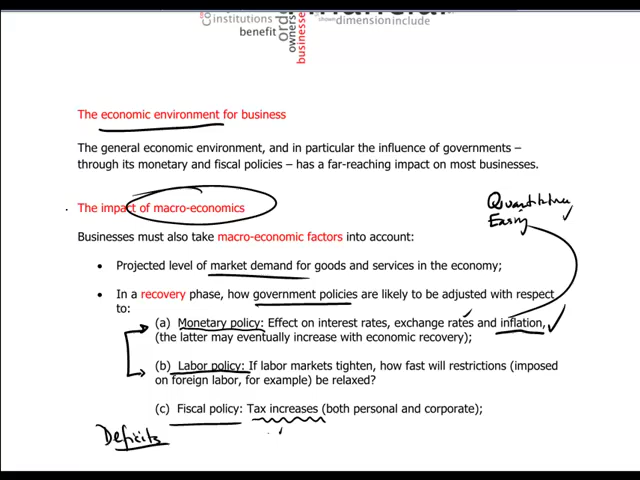 institutions
benefit
owners
businesses
dimension include
The economic environment for business
The general economic environment, and in particular the influence of governments –
through its monetary and fiscal policies – has a far-reaching impact on most businesses.
The impact of macro-economics
Quantitative
Easing
Businesses must also take macro-economic factors into account:
• Projected level of market demand for goods and services in the economy;
• In a recovery phase, how government policies are likely to be adjusted with respect
to:
(a) Monetary policy: Effect on interest rates, exchange rates and inflation,
(the latter may eventually increase with economic recovery);
(b) Labor policy: If labor markets tighten, how fast will restrictions (imposed
on foreign labor, for example) be relaxed?
(c) Fiscal policy: Tax increases (both personal and corporate);
Deficits